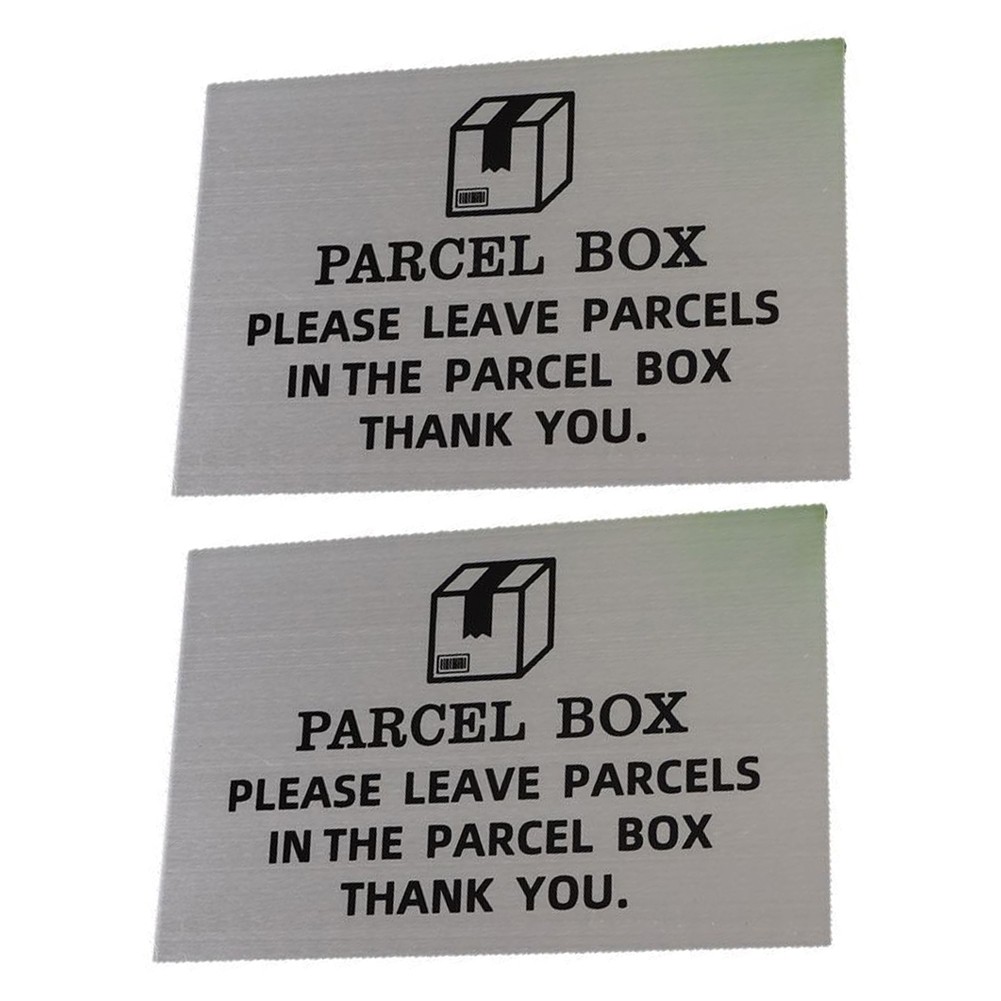 PARCEL BOX
PLEASE LEAVE PARCELS
IN THE PARCEL BOX
THANK YOU.
PARCEL BOX
PLEASE LEAVE PARCELS
IN THE PARCEL BOX
THANK YOU.